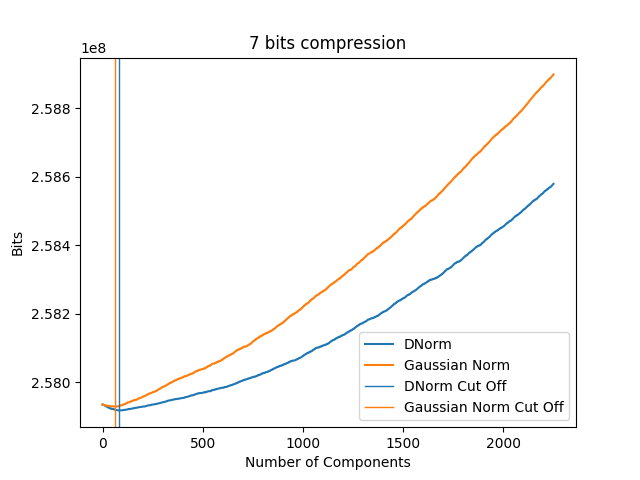 7 bits compression
1e8
2.588
2.586
2.584
2.582
2.580
Bits
0 500 1000 1500 2000
Number of Components
DNorm
Gaussian Norm
DNorm Cut Off
Gaussian Norm Cut Off